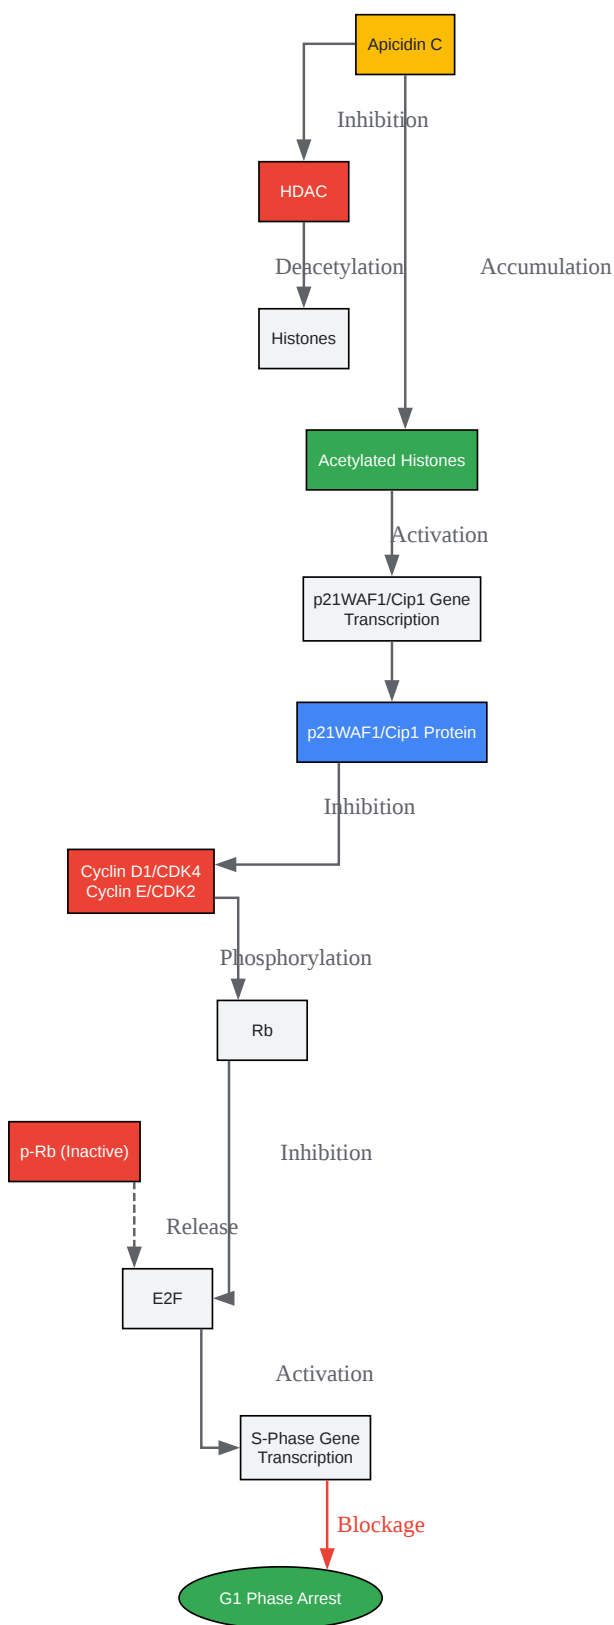 Apicidin C
Inhibition
HDAC
Deacetylation
Accumulation
Histones
Acetylated Histones
Activation
p21WAF1/Cip1 Gene
Transcription
p21WAF1/Cip1 Protein
Inhibition
Cyclin D1/CDK4
Cyclin E/CDK2
Phosphorylation
Rb
p-Rb (Inactive)
Inhibition
Release
E2F
Activation
S-Phase Gene
Transcription
Blockage
G1 Phase Arrest